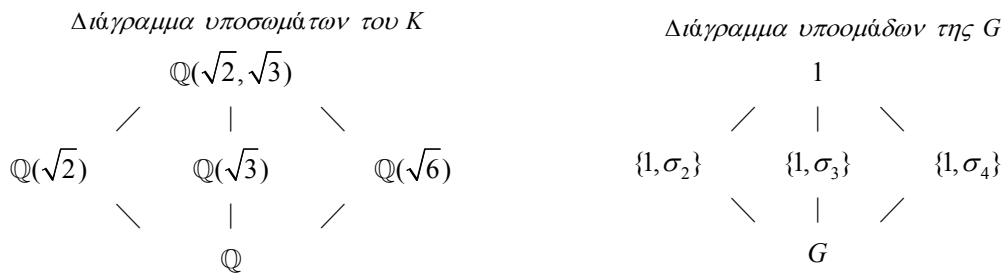 Διάγραμμα υποσωμάτων του K
Διάγραμμα υποομάδων της G
ℚ(√2, √3)
1
ℚ(√2) ℚ(√3) ℚ(√6)
{1, σ₂} {1, σ₃} {1, σ₄}
ℚ
G